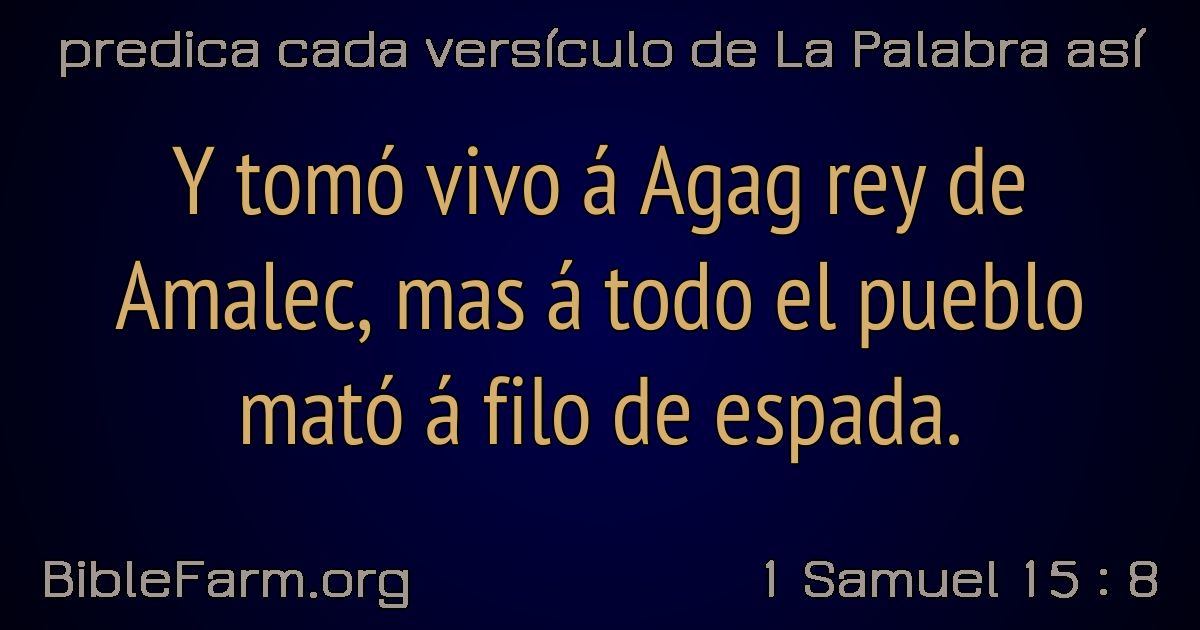 predica cada versículo de La Palabra así
Y tomó vivo á Agag rey de
Amalec, mas á todo el pueblo
mató á filo de espada.
BibleFarm.org
1 Samuel 15 : 8